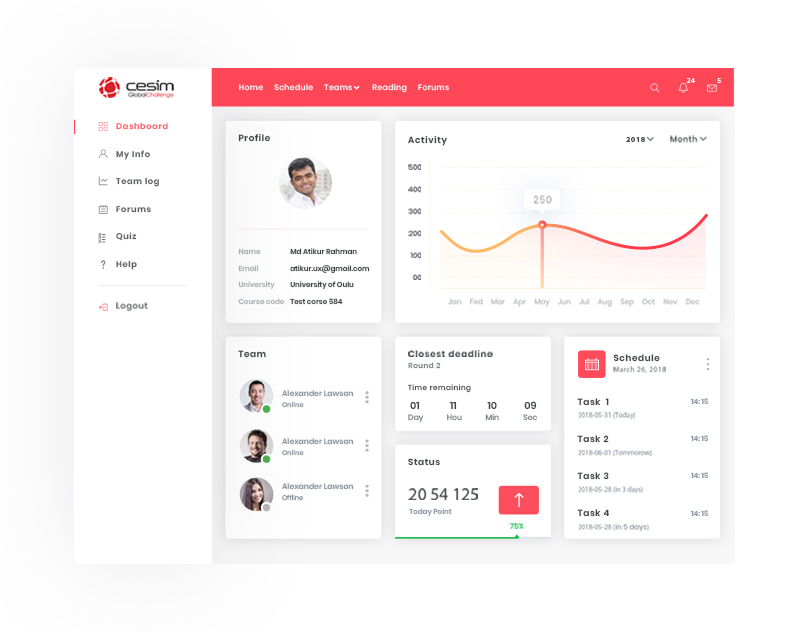 cesim
GlobalChallenge
Home Schedule Teams Reading Forums
24
5
Dashboard
My Info
Team log
Forums
Quiz
Help
Logout
Profile
Name Md Atikur Rahman
Email atikur.ux@gmail.com
University University of Oulu
Course code Test corse 584
Activity
2018 Month
500
400
300
200
100
00
250
Jan Feb Mar Apr May Jun Jul Aug Sep Oct Nov Dec
Team
Alexander Lawson
Online
Alexander Lawson
Online
Alexander Lawson
Offline
Closest deadline
Round 2
Time remaining
01 11 10 09
Day Hou Min Sec
Status
20 54 125
Today Point
75%
Schedule
March 26, 2018
Task 1 14:15
2018-05-31 (Today)
Task 2 14:15
2018-06-01 (Tommorow)
Task 3 14:15
2018-05-28 (in 3 days)
Task 4 14:15
2018-05-28 (in 5 days)